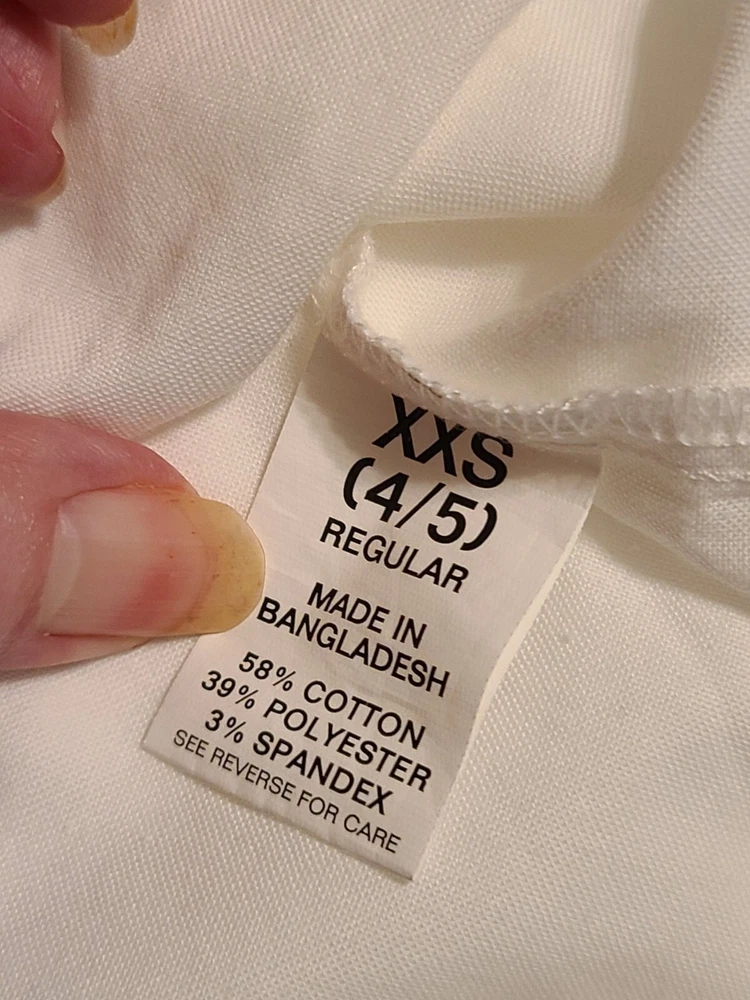 XXS
(4/5)
REGULAR
MADE IN
BANGLADESH
58% COTTON
39% POLYESTER
3% SPANDEX
SEE REVERSE FOR CARE